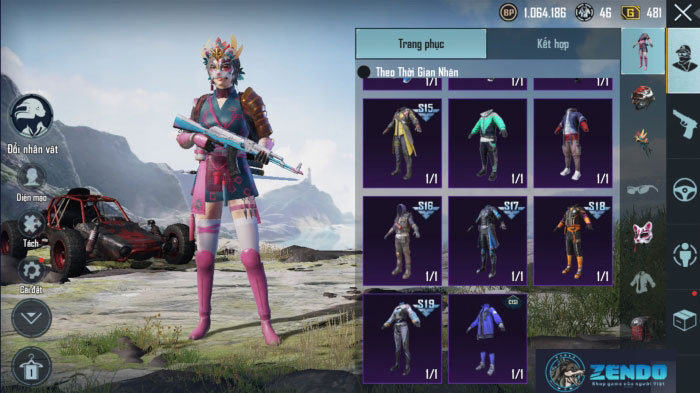 BP 1.064.186 46 G 481
Trang phục
Kết hợp
Theo Thời Gian Nhận
Đổi nhân vật
Diện mạo
Tách
Cài đặt
1/1 1/1 1/1
S15
S16 S17 S18
1/1 1/1 1/1
S19
1/1 1/1
ZENDO
Shop game của người Việt